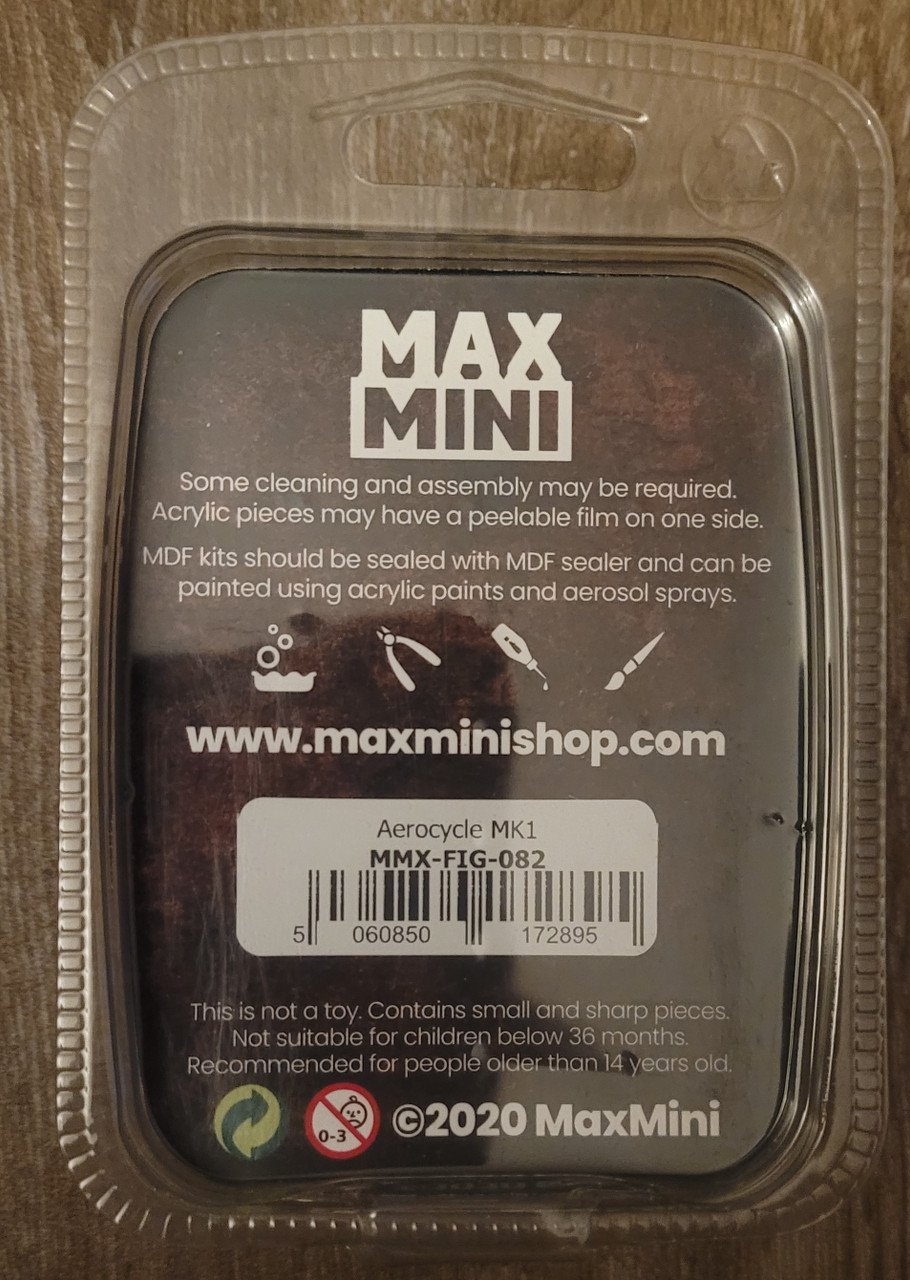 MAX
MINI
Some cleaning and assembly may be required.
Acrylic pieces may have a peelable film on one side.
MDF kits should be sealed with MDF sealer and can be
painted using acrylic paints and aerosol sprays.
www.maxminishop.com
Aerocycle MK1
MMX-FIG-082
5 060850 172895
This is not a toy. Contains small and sharp pieces.
Not suitable for children below 36 months.
Recommended for people older than 14 years old.
0-3 ©2020 MaxMini